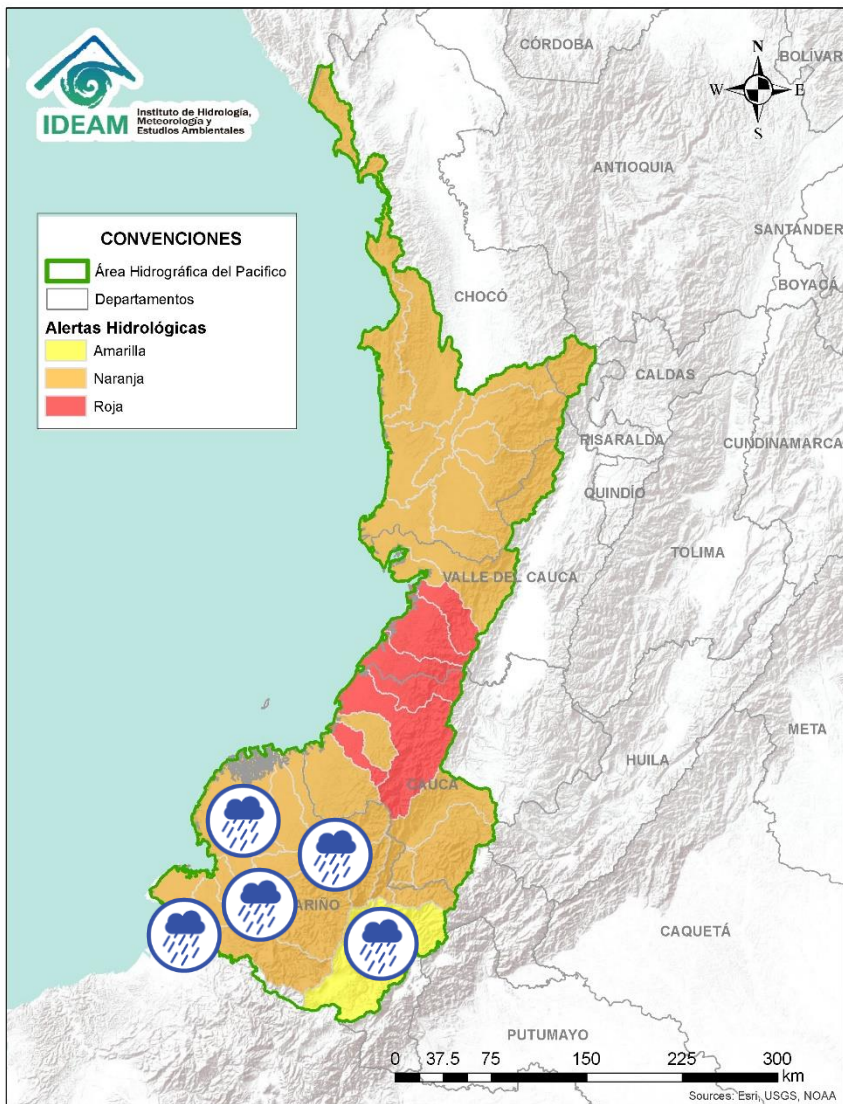 IDEAM
Instituto de Hidrología,
Meteorología y
Estudios Ambientales
CÓRDOBA
BOLÍVAR
N
W
E
S
ANTIOQUIA
SANTANDER
BOYACÁ
CHOCÓ
CONVENCIONES
Área Hidrográfica del Pacifico
Departamentos
Alertas Hidrológicas
Amarilla
Naranja
Roja
CALDAS
RISARALDA
CUNDINAMARCA
QUINDÍO
TOLIMA
VALLE DEL CAUCA
META
HUILA
CAUCA
ARIÑO
CAQUETÁ
PUTUMAYO
0 37.5 75 150 225 300
km
Sources: Esri, USGS, NOAA